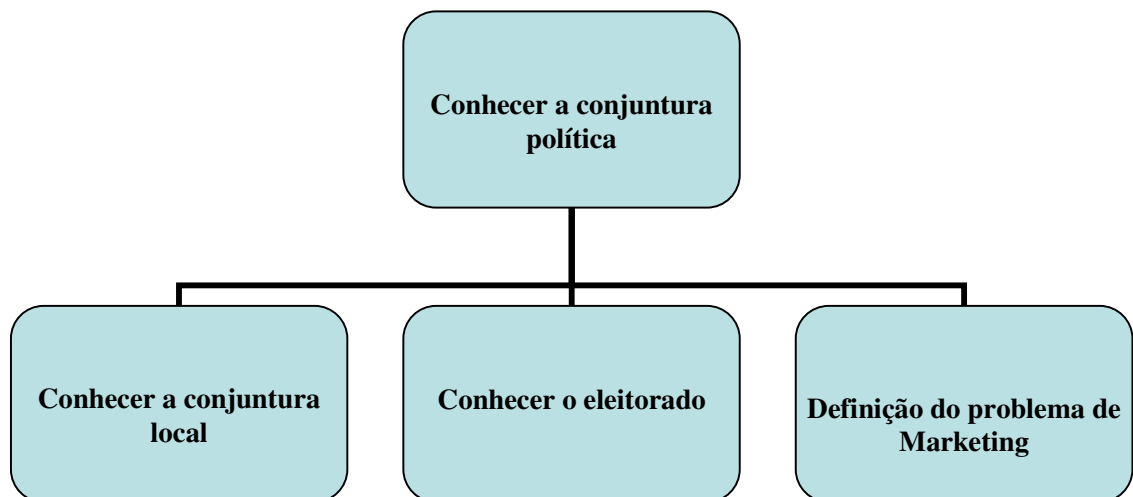 Conhecer a conjuntura
política
Conhecer a conjuntura
local
Conhecer o eleitorado
Definição do problema de
Marketing